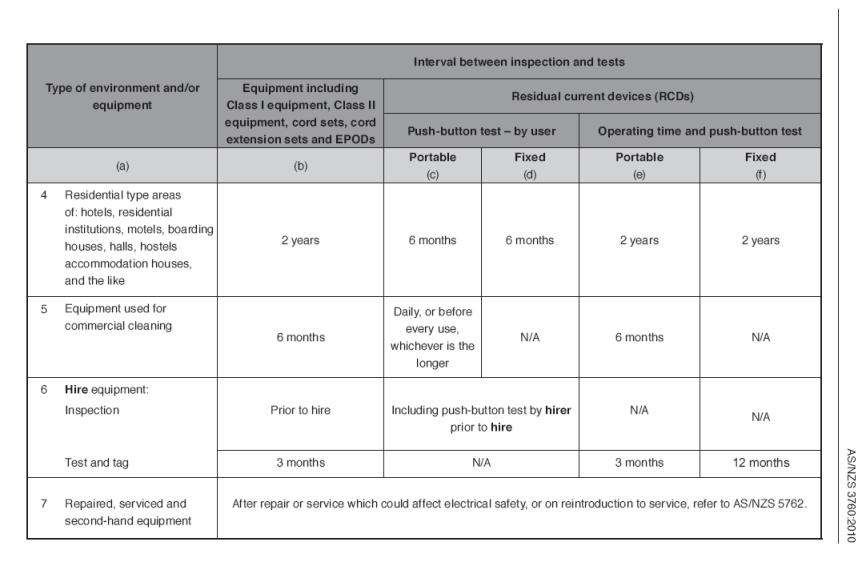 Type of environment and/or
equipment
Interval between inspection and tests
Equipment including
Class I equipment, Class II
equipment, cord sets, cord
extension sets and EPODs
Residual current devices (RCDs)
Push-button test – by user
Operating time and push-button test
(a)
(b)
Portable
(c)
Fixed
(d)
Portable
(e)
Fixed
(f)
4 Residential type areas
of: hotels, residential
institutions, motels, boarding
houses, halls, hostels
accommodation houses,
and the like
2 years
6 months
6 months
2 years
2 years
5 Equipment used for
commercial cleaning
6 months
Daily, or before
every use,
whichever is the
longer
N/A
6 months
N/A
6 Hire equipment:
Inspection
Prior to hire
Including push-button test by hirer
prior to hire
N/A
N/A
Test and tag
3 months
N/A
3 months
12 months
7 Repaired, serviced and
second-hand equipment
After repair or service which could affect electrical safety, or on reintroduction to service, refer to AS/NZS 5762.
AS/NZS 3760:2010